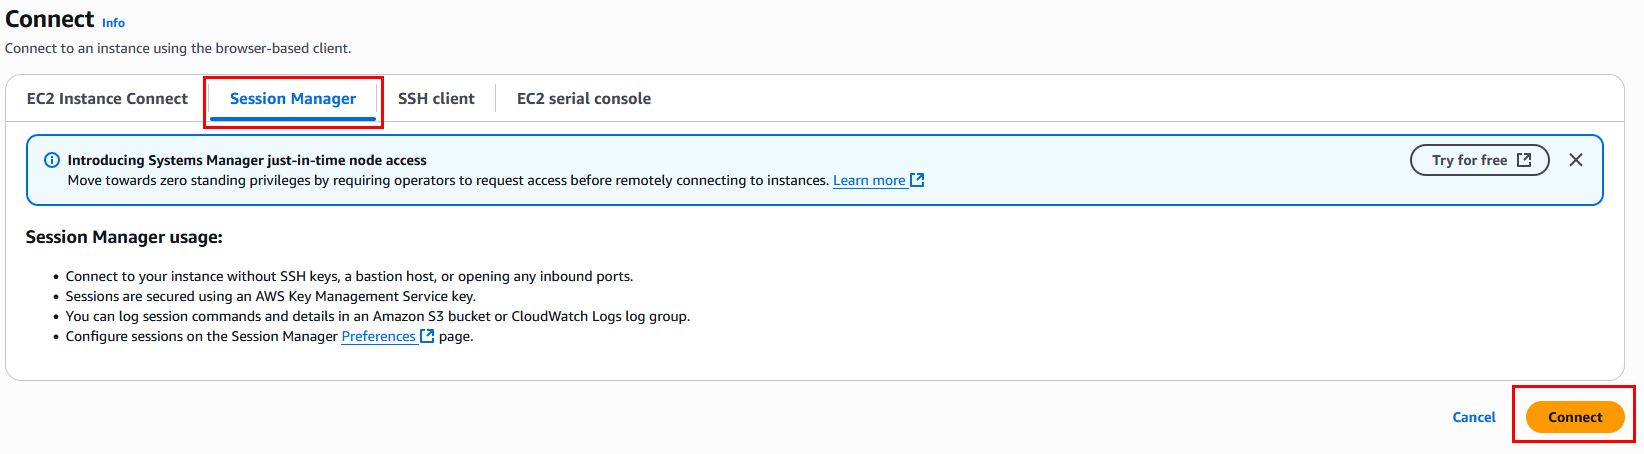 Connect Info
Connect to an instance using the browser-based client.
EC2 Instance Connect Session Manager SSH client EC2 serial console
Introducing Systems Manager just-in-time node access
Move towards zero standing privileges by requiring operators to request access before remotely connecting to instances. Learn more
Try for free
Session Manager usage:
• Connect to your instance without SSH keys, a bastion host, or opening any inbound ports.
• Sessions are secured using an AWS Key Management Service key.
• You can log session commands and details in an Amazon S3 bucket or CloudWatch Logs log group.
• Configure sessions on the Session Manager Preferences page.
Cancel Connect